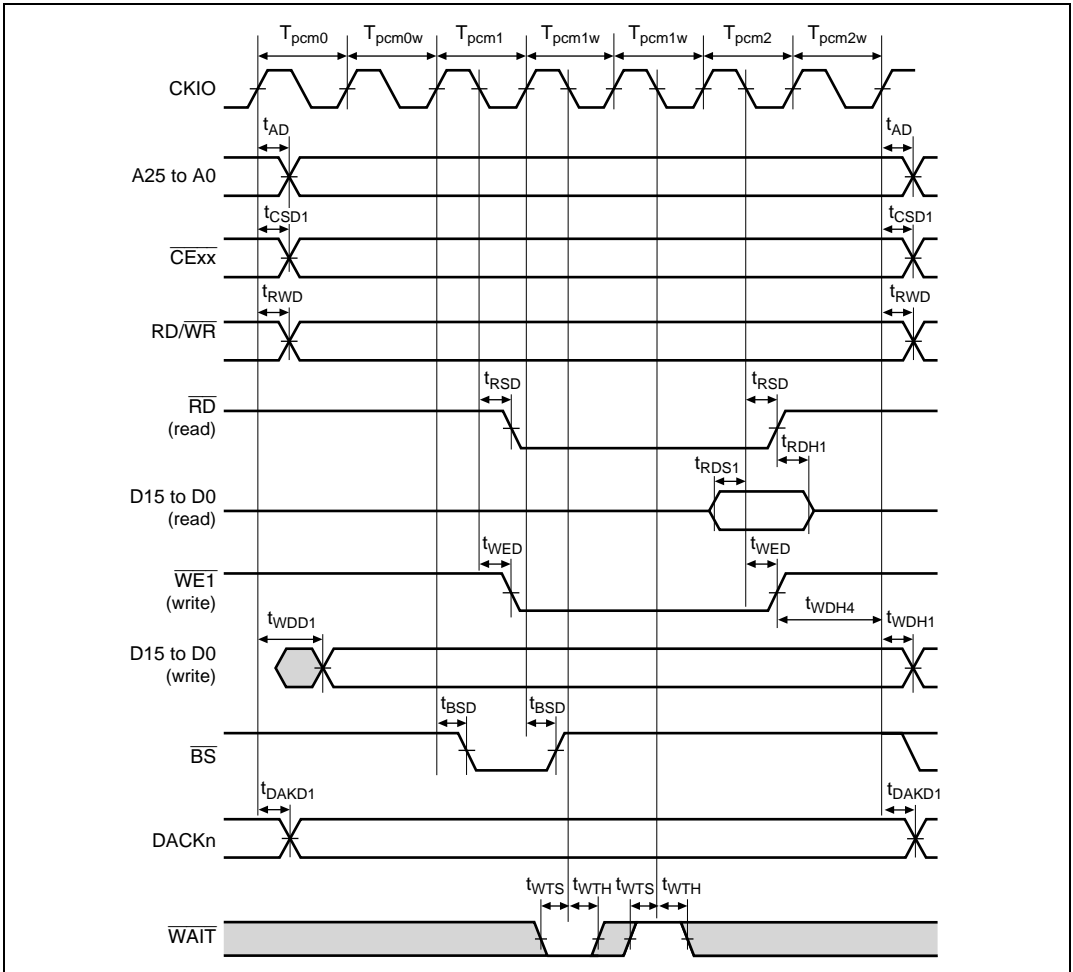 Tpcm0 Tpcm0w Tpcm1 Tpcm1w Tpcm1w Tpcm2 Tpcm2w
CKIO
tAD tAD
A25 to A0
tCSD1 tCSD1
CExx
tRWD tRWD
RD/WR
tRSD tRSD
RD
(read)
tRDH1
tRDS1
D15 to D0
(read)
tWED tWED
WE1
(write)
tWDH4
tWDD1 tWDH1
D15 to D0
(write)
tBSD tBSD
BS
tDAKD1 tDAKD1
DACKn
tWTS tWTH tWTS tWTH
WAIT